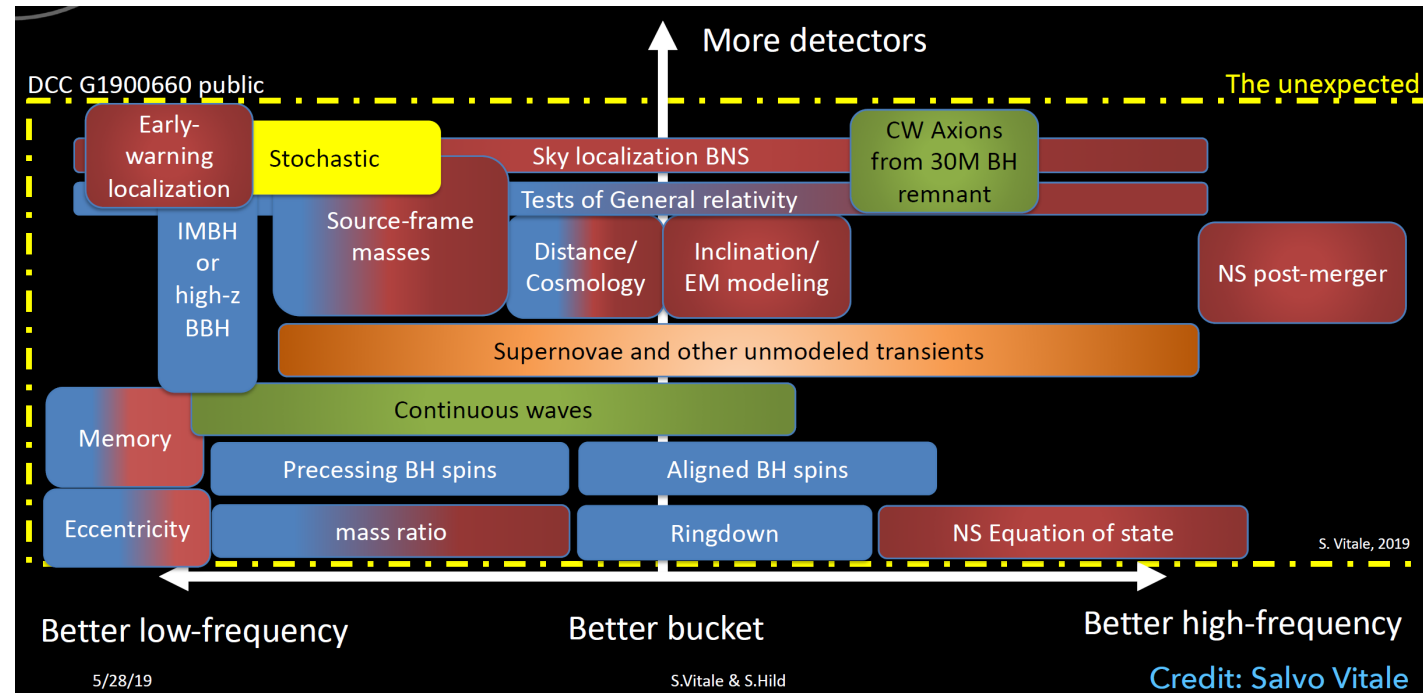 More detectors
DCC G1900660 public
The unexpected
Early-
warning
localization
Stochastic
Sky localization BNS
CW Axions
from 30M BH
remnant
Tests of General relativity
IMBH
or
high-z
BBH
Source-frame
masses
Distance/
Cosmology
Inclination/
EM modeling
NS post-merger
Supernovae and other unmodeled transients
Continuous waves
Memory
Precessing BH spins
Aligned BH spins
Eccentricity
mass ratio
Ringdown
NS Equation of state
S. Vitale, 2019
Better low-frequency
Better bucket
Better high-frequency
5/28/19
S.Vitale & S.Hild
Credit: Salvo Vitale